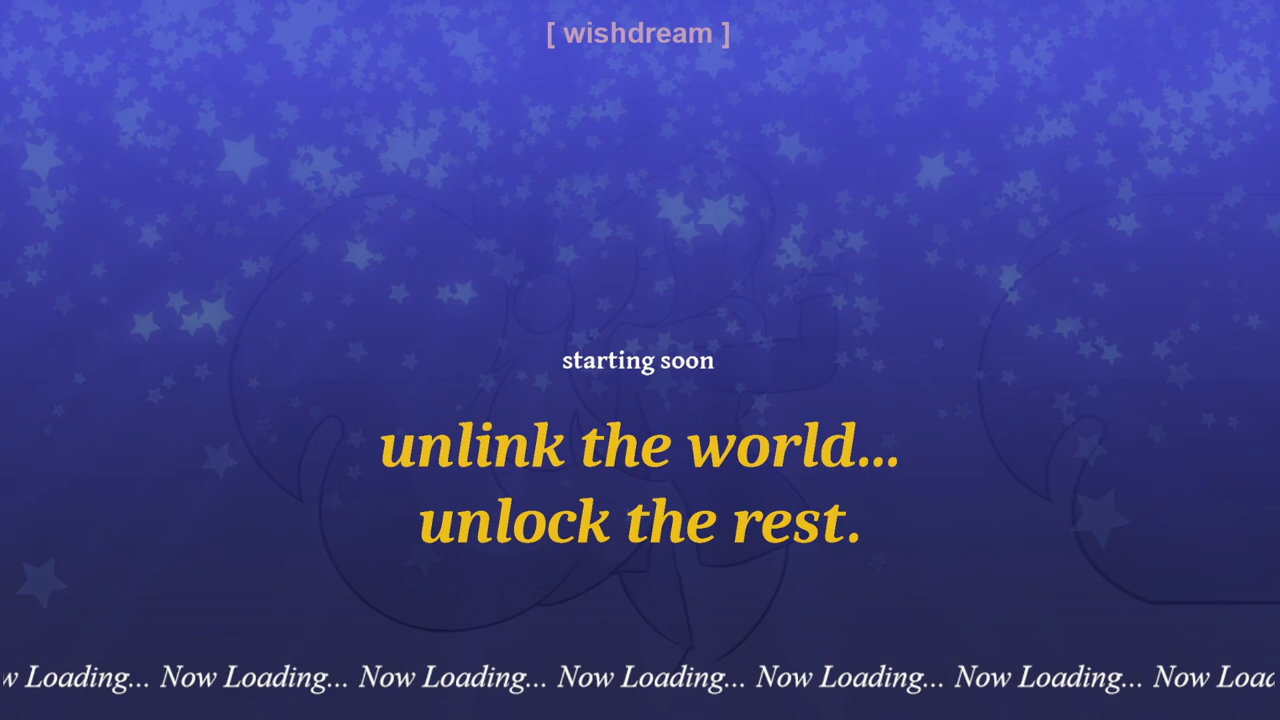 [ wishdream ]
starting soon
unlink the world...
unlock the rest.
w Loading... Now Loading... Now Loading... Now Loading... Now Loading... Now Loading... Now Load